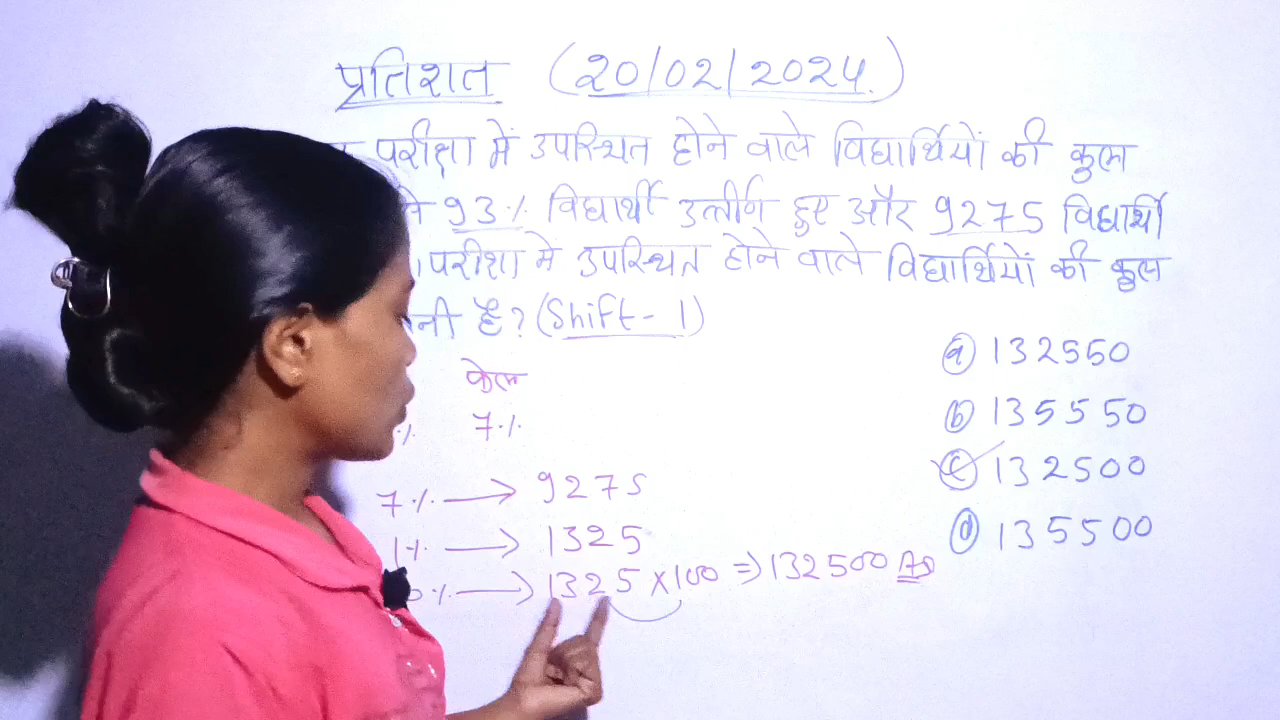 प्रतिशत (20/02/2024)
परीक्षा में उपस्थित होने वाले विद्यार्थियों की कुल
93% विद्यार्थी उत्तीर्ण हुए और 9275 विद्यार्थी
परीक्षा मे उपस्थित होने वाले विद्यार्थियों की कुल
नी है? (Shift-1)
फेल
% 7%
7% → 9275
1% → 1325
0% → 1325 × 100 ⇒ 132500
(a) 132550
(b) 135550
(c) 132500
(d) 135500